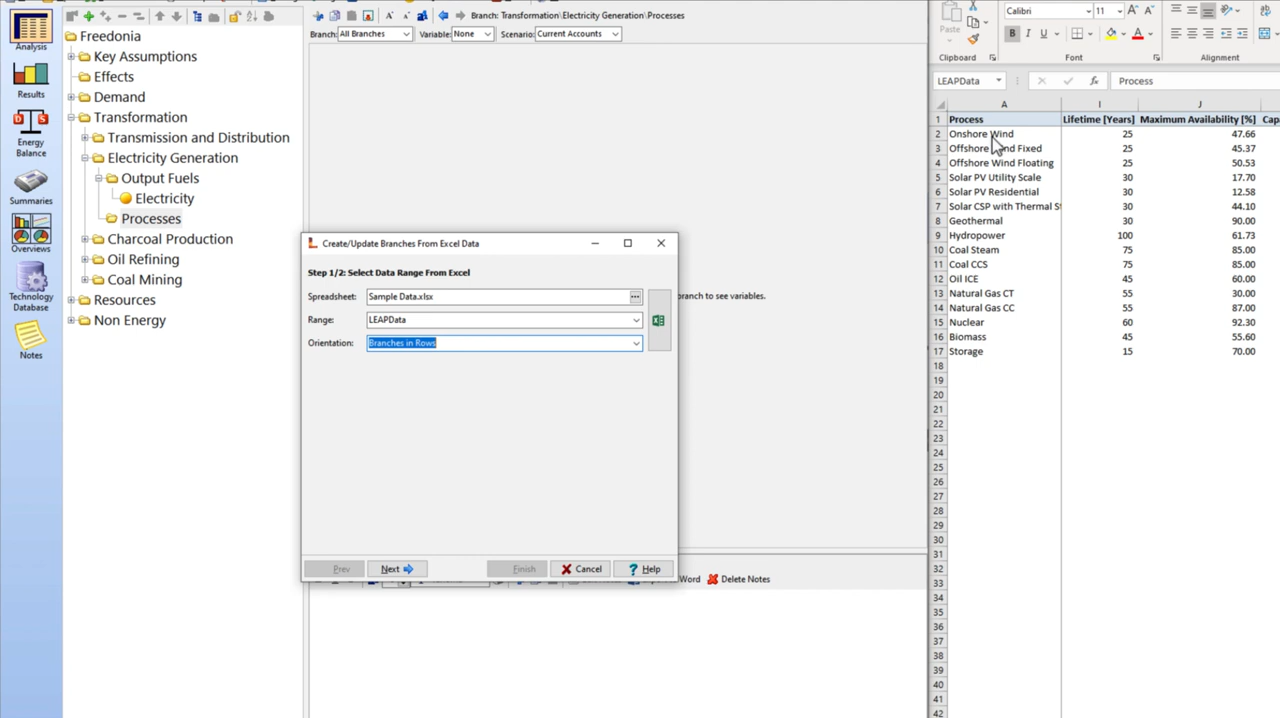 Analysis
Results
Energy
Balance
Summaries
Overviews
Technology
Database
Notes
Freedonia
Key Assumptions
Effects
Demand
Transformation
Transmission and Distribution
Electricity Generation
Output Fuels
Electricity
Processes
Charcoal Production
Oil Refining
Coal Mining
Resources
Non Energy
Branch: Transformation\Electricity Generation\Processes
Branch: All Branches Variable: None Scenario: Current Accounts
Create/Update Branches From Excel Data
Step 1/2: Select Data Range From Excel
Spreadsheet: Sample Data.xlsx
Range: LEAPData
Orientation: Branches in Rows
branch to see variables.
Prev Next Finish Cancel Help
Word Delete Notes
Paste
Calibri 11
B I U
Clipboard Font Alignment
LEAPData fx Process
A I J
1 Process Lifetime [Years] Maximum Availability [%]
2 Onshore Wind 25 47.66
3 Offshore Wind Fixed 25 45.37
4 Offshore Wind Floating 25 50.53
5 Solar PV Utility Scale 30 17.70
6 Solar PV Residential 30 12.58
7 Solar CSP with Thermal St 30 44.10
8 Geothermal 30 90.00
9 Hydropower 100 61.73
10 Coal Steam 75 85.00
11 Coal CCS 75 85.00
12 Oil ICE 45 60.00
13 Natural Gas CT 55 30.00
14 Natural Gas CC 55 87.00
15 Nuclear 60 92.30
16 Biomass 45 55.60
17 Storage 15 70.00
18
19
20
21
22
23
24
25
26
27
28
29
30
31
32
33
34
35
36
37
38
39
40
41
42